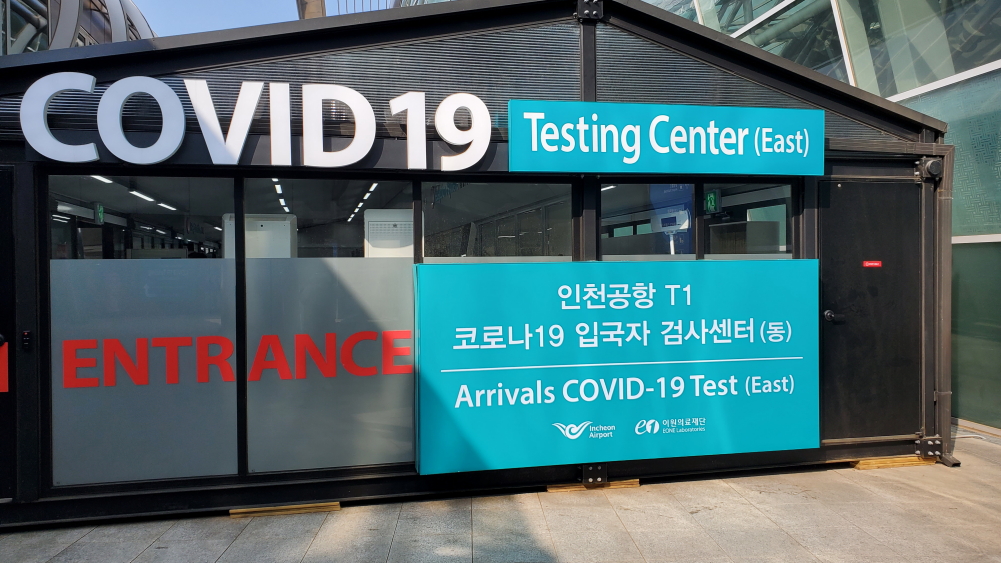 COVID19
Testing Center (East)
ENTRANCE
인천공항 T1
코로나19 입국자 검사센터 (동)
Arrivals COVID-19 Test (East)
Incheon
Airport
이원의료재단
EONE Laboratories